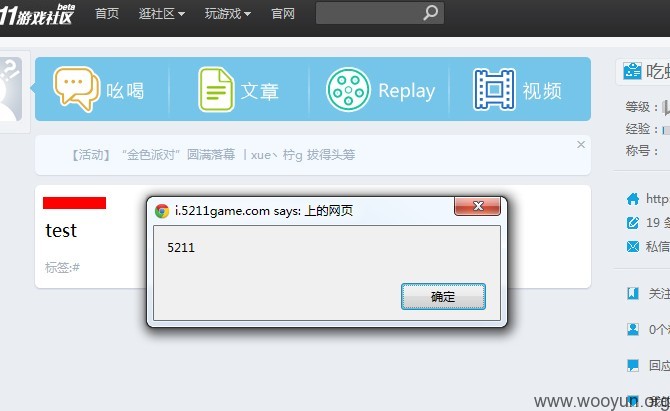 11游戏社区 beta
首页 逛社区 玩游戏 官网
吆喝 文章 Replay 视频
【活动】 “金色派对”圆满落幕 丨xue丶柠g 拔得头筹
test
标签:#
i.5211game.com says: 上的网页
5211
确定
等级：
经验：
称号：
http:
19
私信
关注
0个
回应
www.wooyun.org